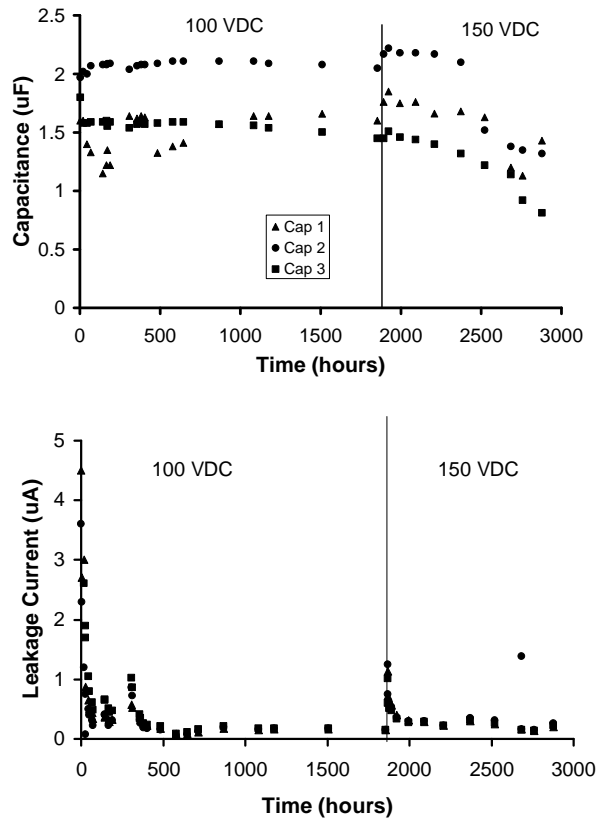 100 VDC
150 VDC
Capacitance (uF)
2.5
2
1.5
1
0.5
0
Cap 1
Cap 2
Cap 3
0 500 1000 1500 2000 2500 3000
Time (hours)
100 VDC
150 VDC
Leakage Current (uA)
5
4
3
2
1
0
0 500 1000 1500 2000 2500 3000
Time (hours)